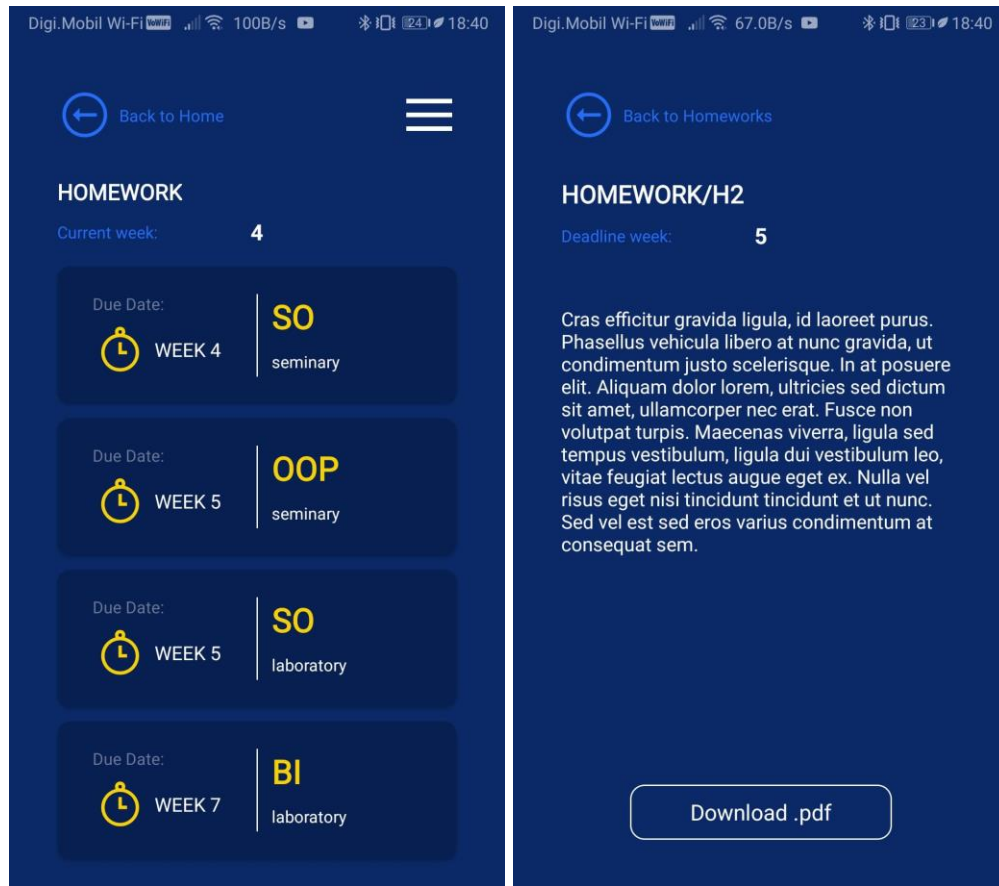 Digi.Mobil Wi-Fi VoWiFi 100B/s 24 18:40
Back to Home
HOMEWORK
Current week: 4
Due Date:
WEEK 4
SO
seminary
Due Date:
WEEK 5
OOP
seminary
Due Date:
WEEK 5
SO
laboratory
Due Date:
WEEK 7
BI
laboratory
Digi.Mobil Wi-Fi VoWiFi 67.0B/s 23 18:40
Back to Homeworks
HOMEWORK/H2
Deadline week: 5
Cras efficitur gravida ligula, id laoreet purus.
Phasellus vehicula libero at nunc gravida, ut
condimentum justo scelerisque. In at posuere
elit. Aliquam dolor lorem, ultricies sed dictum
sit amet, ullamcorper nec erat. Fusce non
volutpat turpis. Maecenas viverra, ligula sed
tempus vestibulum, ligula dui vestibulum leo,
vitae feugiat lectus augue eget ex. Nulla vel
risus eget nisi tincidunt tincidunt et ut nunc.
Sed vel est sed eros varius condimentum at
consequat sem.
Download .pdf